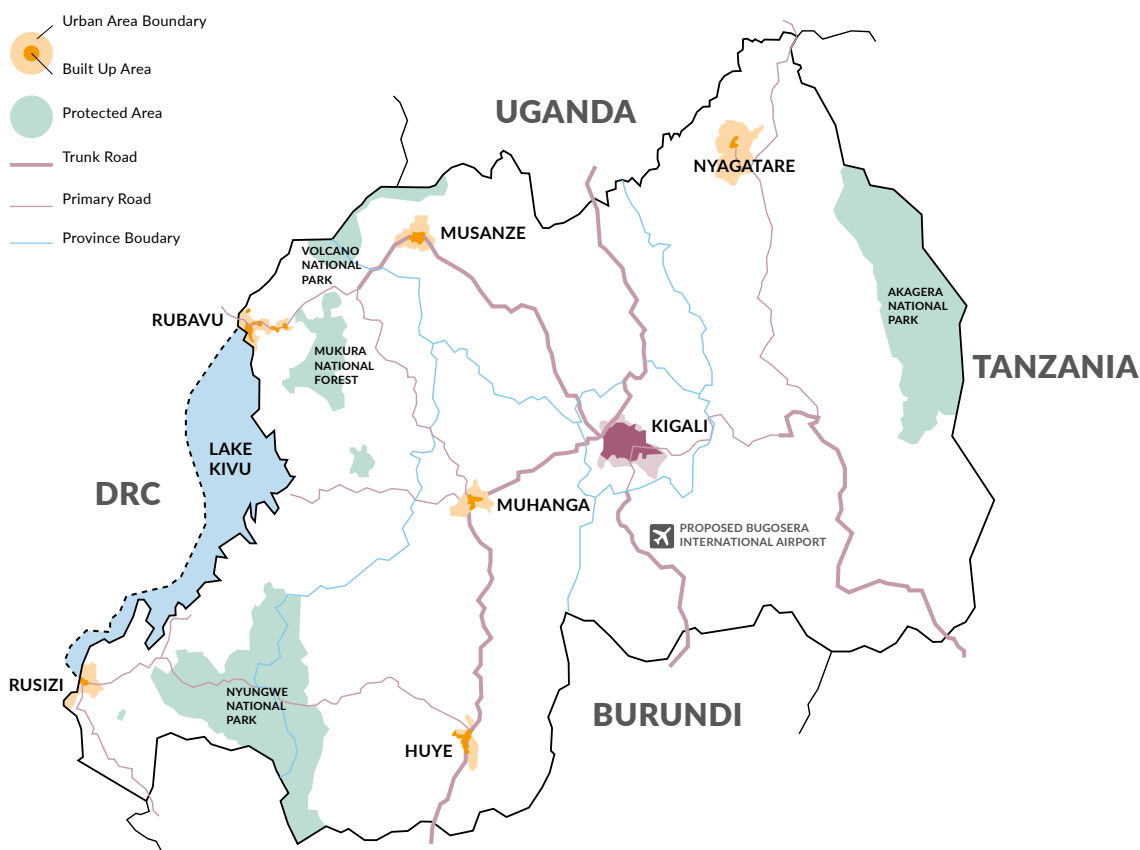 Urban Area Boundary
Built Up Area
Protected Area
Trunk Road
Primary Road
Province Boudary
UGANDA
NYAGATARE
MUSANZE
VOLCANO
NATIONAL
PARK
AKAGERA
NATIONAL
PARK
RUBAVU
MUKURA
NATIONAL
FOREST
TANZANIA
KIGALI
LAKE
KIVU
DRC
MUHANGA
PROPOSED BUGOSERA
INTERNATIONAL AIRPORT
RUSIZI
NYUNGWE
NATIONAL
PARK
BURUNDI
HUYE